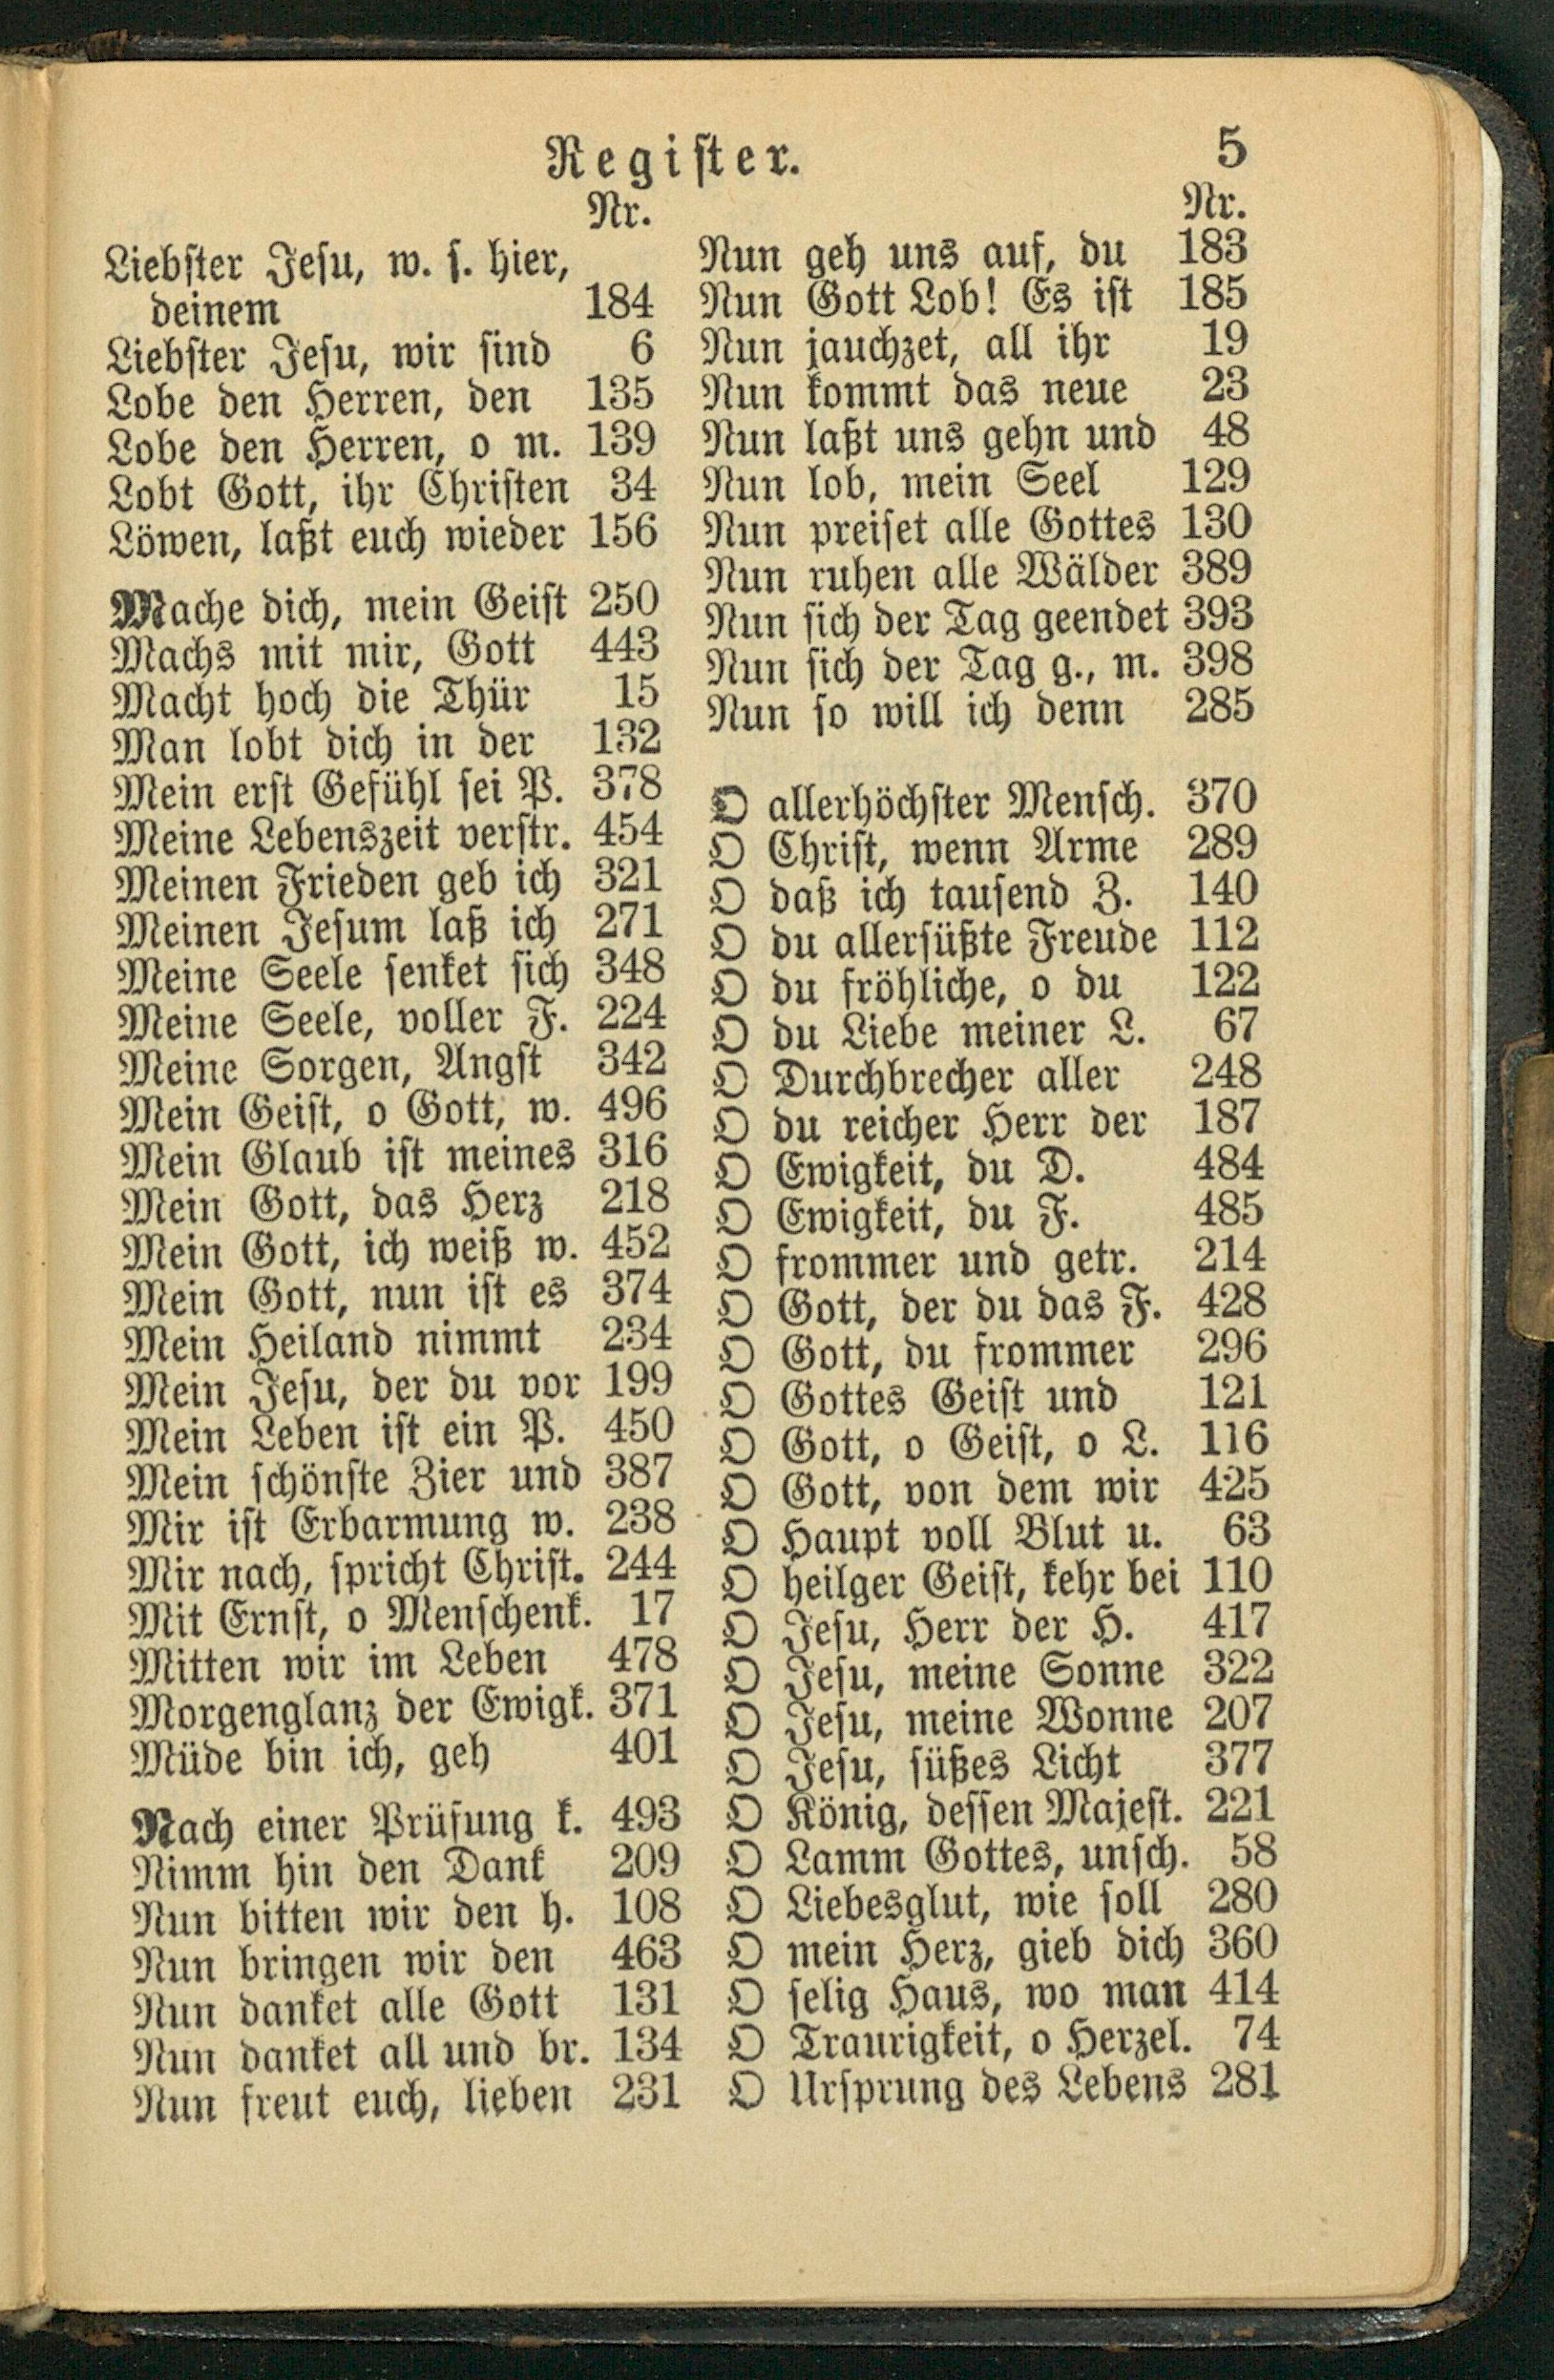 Register.
5
Nr.
Liebster Jesu, w. s. hier,
deinem 184
Liebster Jesu, wir sind 6
Lobe den Herren, den 135
Lobe den Herren, o m. 139
Lobt Gott, ihr Christen 34
Löwen, laßt euch wieder 156
Mache dich, mein Geist 250
Machs mit mir, Gott 443
Macht hoch die Thür 15
Man lobt dich in der 132
Mein erst Gefühl sei P. 378
Meine Lebenszeit verstr. 454
Meinen Frieden geb ich 321
Meinen Jesum laß ich 271
Meine Seele senket sich 348
Meine Seele, voller F. 224
Meine Sorgen, Angst 342
Mein Geist, o Gott, w. 496
Mein Glaub ist meines 316
Mein Gott, das Herz 218
Mein Gott, ich weiß w. 452
Mein Gott, nun ist es 374
Mein Heiland nimmt 234
Mein Jesu, der du vor 199
Mein Leben ist ein P. 450
Mein schönste Zier und 387
Mir ist Erbarmung w. 238
Mir nach, spricht Christ. 244
Mit Ernst, o Menschenk. 17
Mitten wir im Leben 478
Morgenglanz der Ewigk. 371
Müde bin ich, geh 401
Nach einer Prüfung k. 493
Nimm hin den Dank 209
Nun bitten wir den h. 108
Nun bringen wir den 463
Nun danket alle Gott 131
Nun danket all und br. 134
Nun freut euch, lieben 231
Nr.
Nun geh uns auf, du 183
Nun Gott Lob! Es ist 185
Nun jauchzet, all ihr 19
Nun kommt das neue 23
Nun laßt uns gehn und 48
Nun lob, mein Seel 129
Nun preiset alle Gottes 130
Nun ruhen alle Wälder 389
Nun sich der Tag geendet 393
Nun sich der Tag g., m. 398
Nun so will ich denn 285
O allerhöchster Mensch. 370
O Christ, wenn Arme 289
O daß ich tausend Z. 140
O du allersüßte Freude 112
O du fröhliche, o du 122
O du Liebe meiner L. 67
O Durchbrecher aller 248
O du reicher Herr der 187
O Ewigkeit, du D. 484
O Ewigkeit, du F. 485
O frommer und getr. 214
O Gott, der du das F. 428
O Gott, du frommer 296
O Gottes Geist und 121
O Gott, o Geist, o L. 116
O Gott, von dem wir 425
O Haupt voll Blut u. 63
O heilger Geist, kehr bei 110
O Jesu, Herr der H. 417
O Jesu, meine Sonne 322
O Jesu, meine Wonne 207
O Jesu, süßes Licht 377
O König, dessen Majest. 221
O Lamm Gottes, unsch. 58
O Liebesglut, wie soll 280
O mein Herz, gieb dich 360
O selig Haus, wo man 414
O Traurigkeit, o Herzel. 74
O Ursprung des Lebens 281